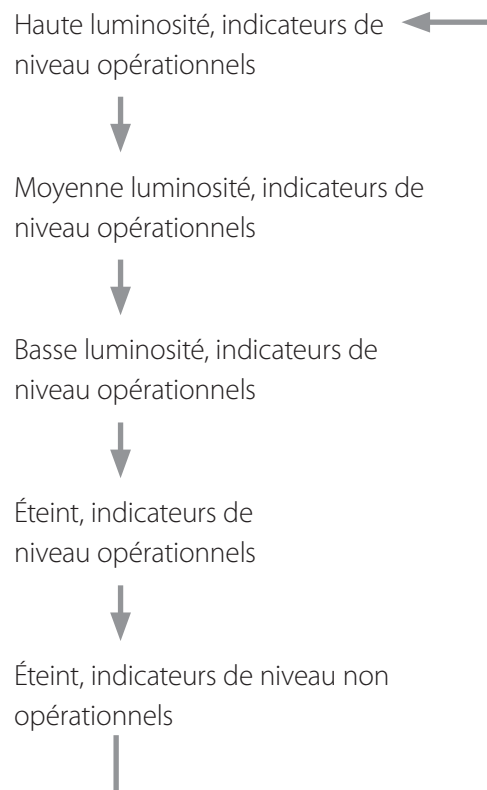 Haute luminosité, indicateurs de
niveau opérationnels
Moyenne luminosité, indicateurs de
niveau opérationnels
Basse luminosité, indicateurs de
niveau opérationnels
Éteint, indicateurs de
niveau opérationnels
Éteint, indicateurs de niveau non
opérationnels